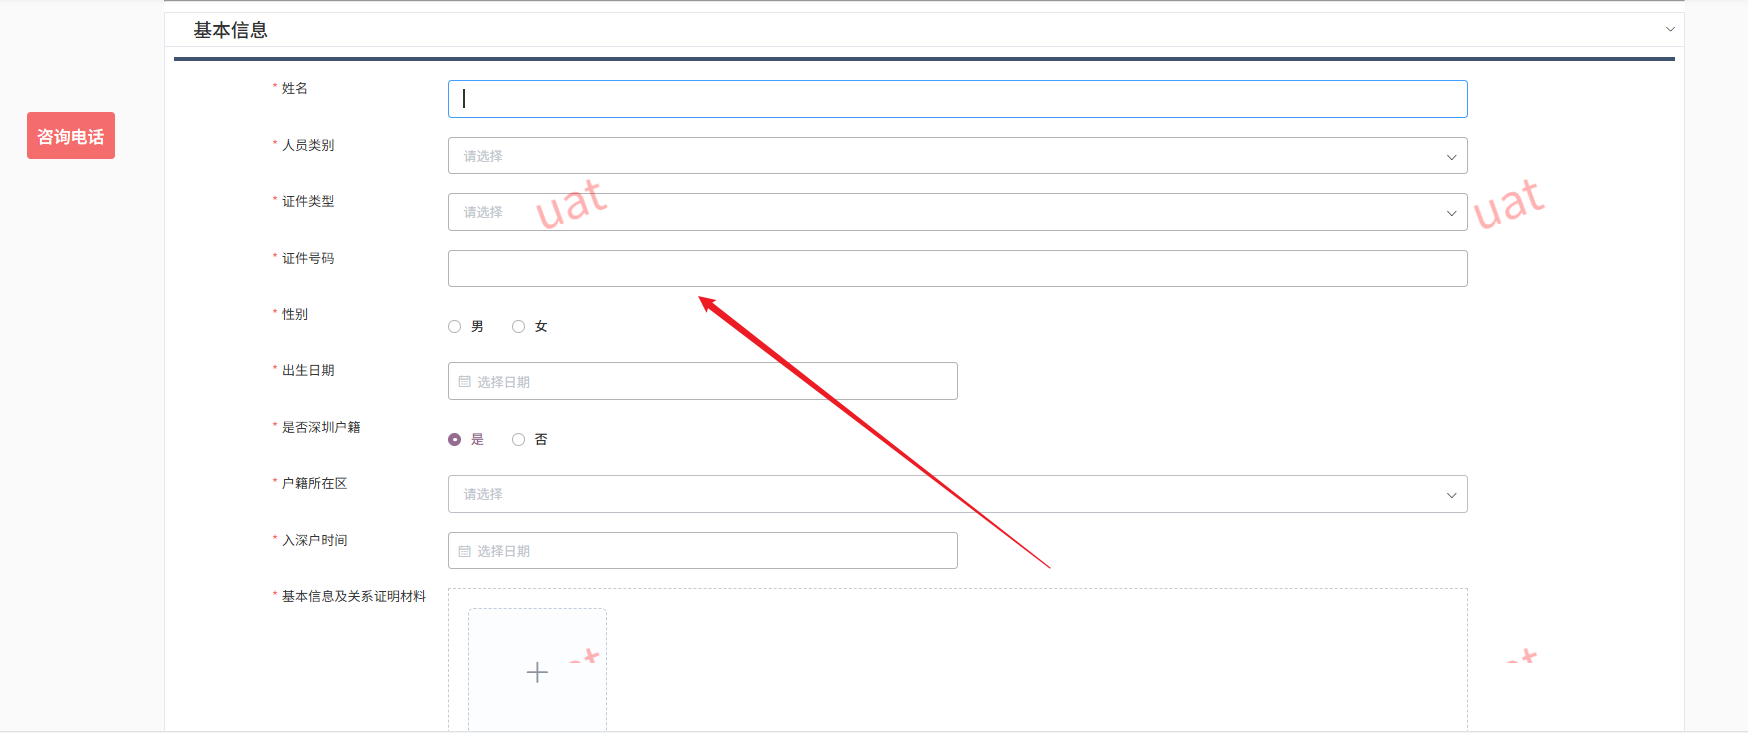 基本信息
咨询电话
* 姓名
* 人员类别
请选择
* 证件类型
请选择
uat
uat
* 证件号码
* 性别
男
女
* 出生日期
选择日期
* 是否深圳户籍
是
否
* 户籍所在区
请选择
* 入深户时间
选择日期
* 基本信息及关系证明材料